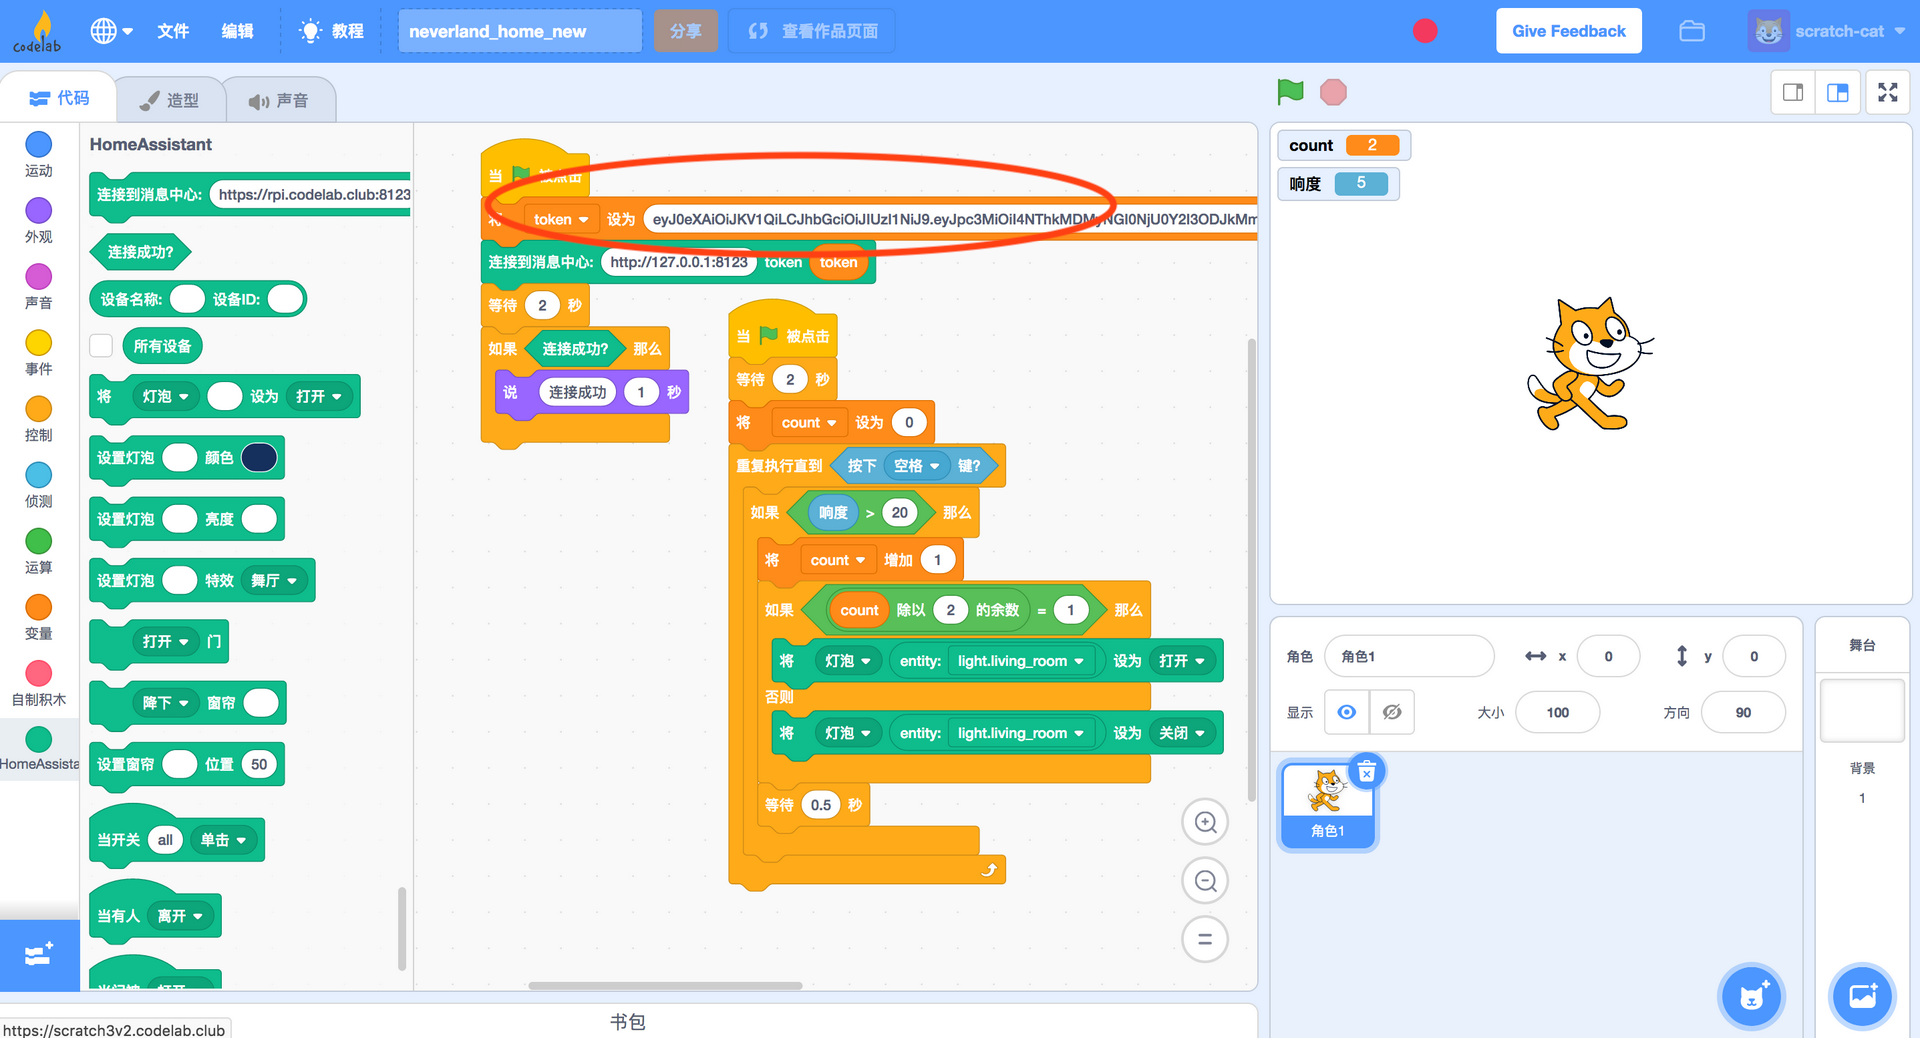 codelab
文件
编辑
教程
neverland_home_new
分享
查看作品页面
Give Feedback
scratch-cat
代码
造型
声音
运动
外观
声音
事件
控制
侦测
运算
变量
自制积木
HomeAssista
HomeAssistant
连接到消息中心: https://rpi.codelab.club:8123
连接成功?
设备名称: 设备ID:
所有设备
将 灯泡 设为 打开
设置灯泡 颜色
设置灯泡 亮度
设置灯泡 特效 舞厅
打开 门
降下 窗帘
设置窗帘 位置 50
当开关 all 单击
当有人 离开
当 被点击
将 token 设为
连接到消息中心: http://127.0.0.1:8123 token token
等待 2 秒
如果 连接成功? 那么
说 连接成功 1 秒
当 被点击
等待 2 秒
将 count 设为 0
重复执行直到 按下 空格 键?
如果 响度 > 20 那么
将 count 增加 1
如果 count 除以 2 的余数 = 1 那么
将 灯泡 entity: light.living_room 设为 打开
否则
将 灯泡 entity: light.living_room 设为 关闭
等待 0.5 秒
书包
https://scratch3v2.codelab.club
count 2
响度 5
角色 角色1 x 0 y 0
显示 大小 100 方向 90
角色1
舞台
背景
1